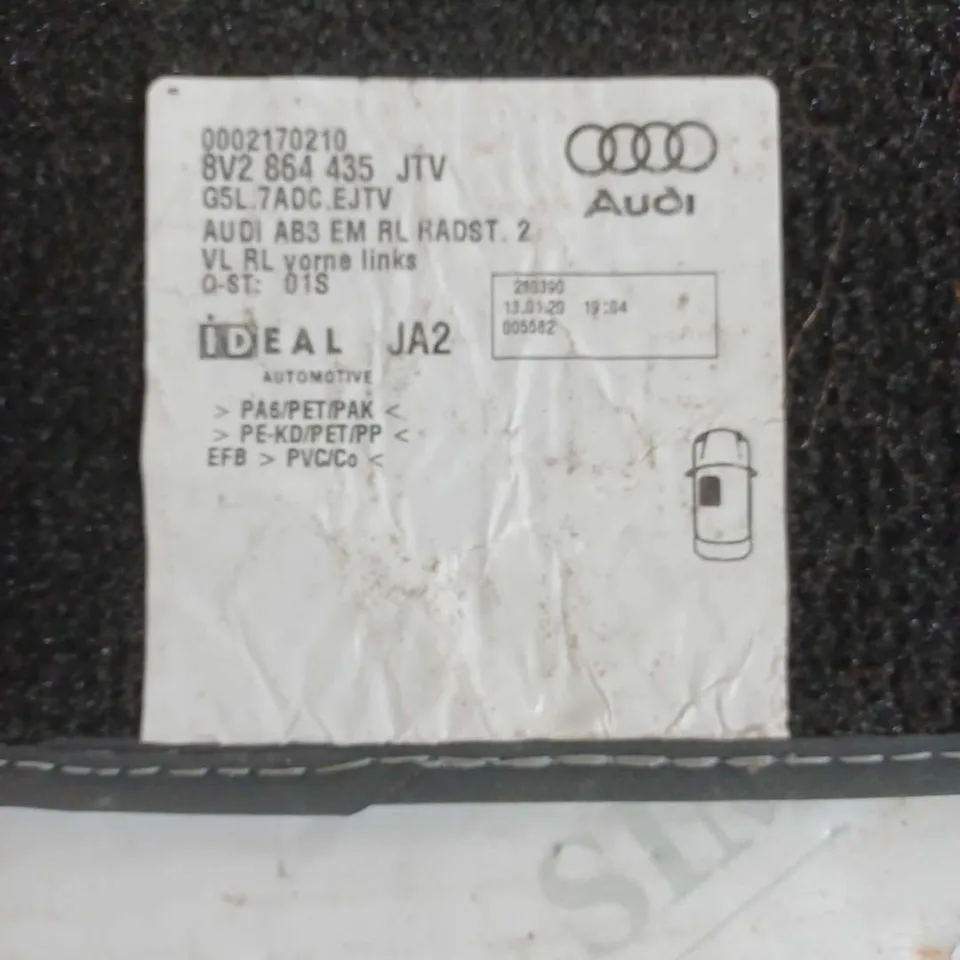 0002170210
8V2 864 435 JTV
G5L.7ADC.EJTV
AUDI AB3 EM RL RADST. 2
VL RL vorne links
Q-ST: 01S
Audi
280390
13.01.20 19:04
005582
iDEAL JA2
AUTOMOTIVE
> PA6/PET/PAK <
> PE-KD/PET/PP <
EFB > PVC/Co <